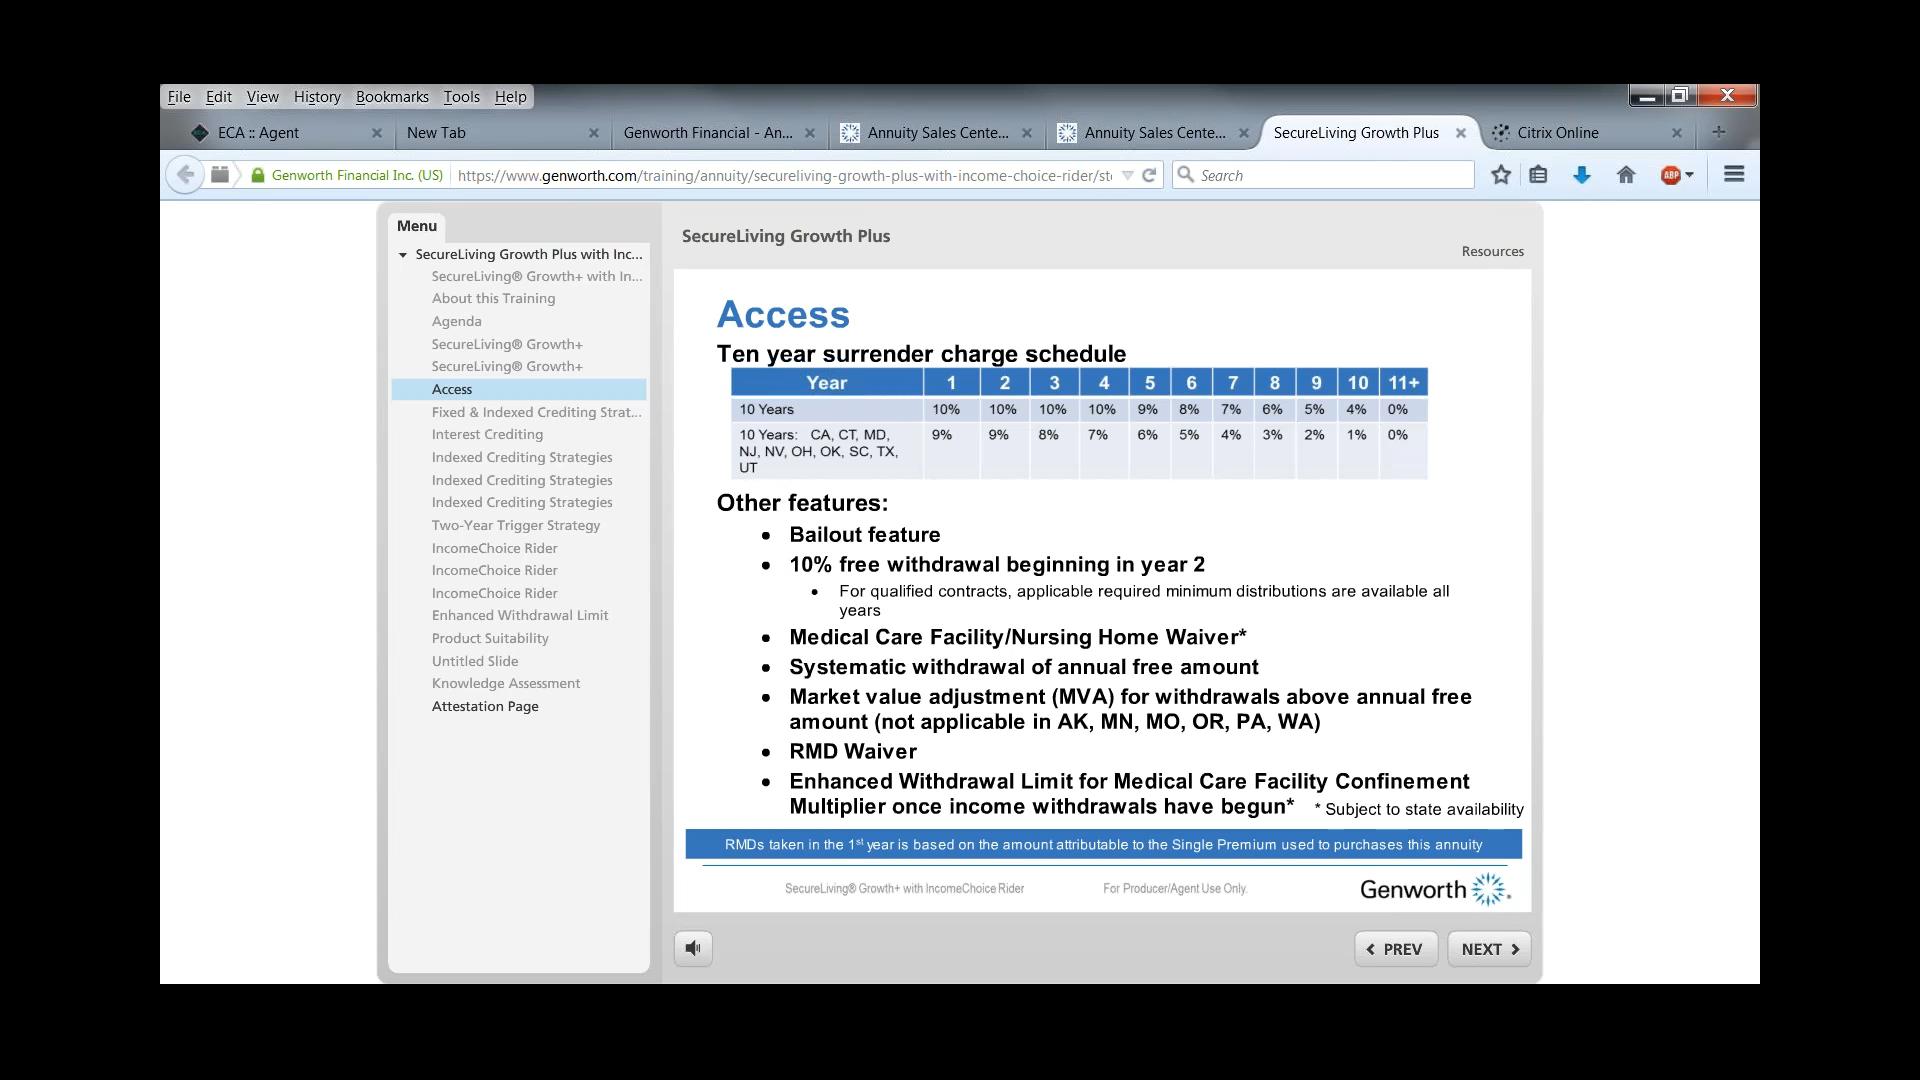 File Edit View History Bookmarks Tools Help
ECA :: Agent
New Tab
Genworth Financial - An...
Annuity Sales Cente...
Annuity Sales Cente...
SecureLiving Growth Plus
Citrix Online
Genworth Financial Inc. (US)
https://www.genworth.com/training/annuity/secureliving-growth-plus-with-income-choice-rider/st
Search
ABP
Menu
SecureLiving Growth Plus with Inc...
SecureLiving® Growth+ with In...
About this Training
Agenda
SecureLiving® Growth+
SecureLiving® Growth+
Access
Fixed & Indexed Crediting Strat...
Interest Crediting
Indexed Crediting Strategies
Indexed Crediting Strategies
Indexed Crediting Strategies
Two-Year Trigger Strategy
IncomeChoice Rider
IncomeChoice Rider
IncomeChoice Rider
Enhanced Withdrawal Limit
Product Suitability
Untitled Slide
Knowledge Assessment
Attestation Page
SecureLiving Growth Plus
Resources
Access
Ten year surrender charge schedule
Year 1 2 3 4 5 6 7 8 9 10 11+
10 Years 10% 10% 10% 10% 9% 8% 7% 6% 5% 4% 0%
10 Years: CA, CT, MD, 9% 9% 8% 7% 6% 5% 4% 3% 2% 1% 0%
NJ, NV, OH, OK, SC, TX,
UT
Other features:
• Bailout feature
• 10% free withdrawal beginning in year 2
• For qualified contracts, applicable required minimum distributions are available all
years
• Medical Care Facility/Nursing Home Waiver*
• Systematic withdrawal of annual free amount
• Market value adjustment (MVA) for withdrawals above annual free
amount (not applicable in AK, MN, MO, OR, PA, WA)
• RMD Waiver
• Enhanced Withdrawal Limit for Medical Care Facility Confinement
Multiplier once income withdrawals have begun* * Subject to state availability
RMDs taken in the 1st year is based on the amount attributable to the Single Premium used to purchases this annuity
SecureLiving® Growth+ with IncomeChoice Rider
For Producer/Agent Use Only.
Genworth
PREV
NEXT